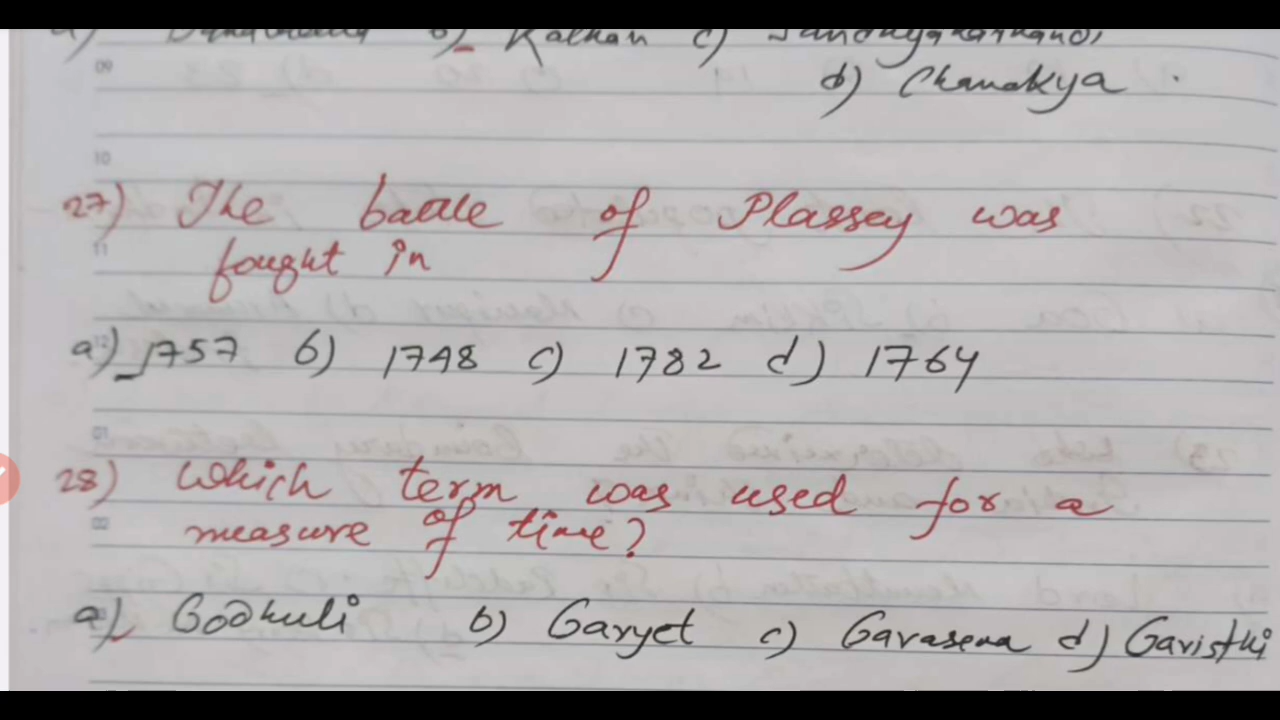 b) Kalhan c)
d) Chanakya .
27) The battle of Plassey was
fought in
a) 1757 b) 1748 c) 1782 d) 1764
28) Which term was used for a
measure of time?
a) Godhuli b) Garyet c) Gavasena d) Gavisthi